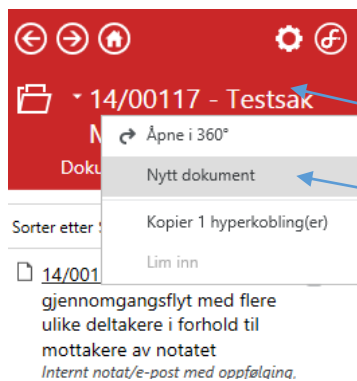 14/00117 - Testsak
N
Åpne i 360°
Doku
Nytt dokument
Kopier 1 hyperkobling(er)
Sorter etter
Lim inn
14/001
gjennomgangsflyt med flere
ulike deltakere i forhold til
mottakere av notatet
Internt notat/e-post med oppfølging,